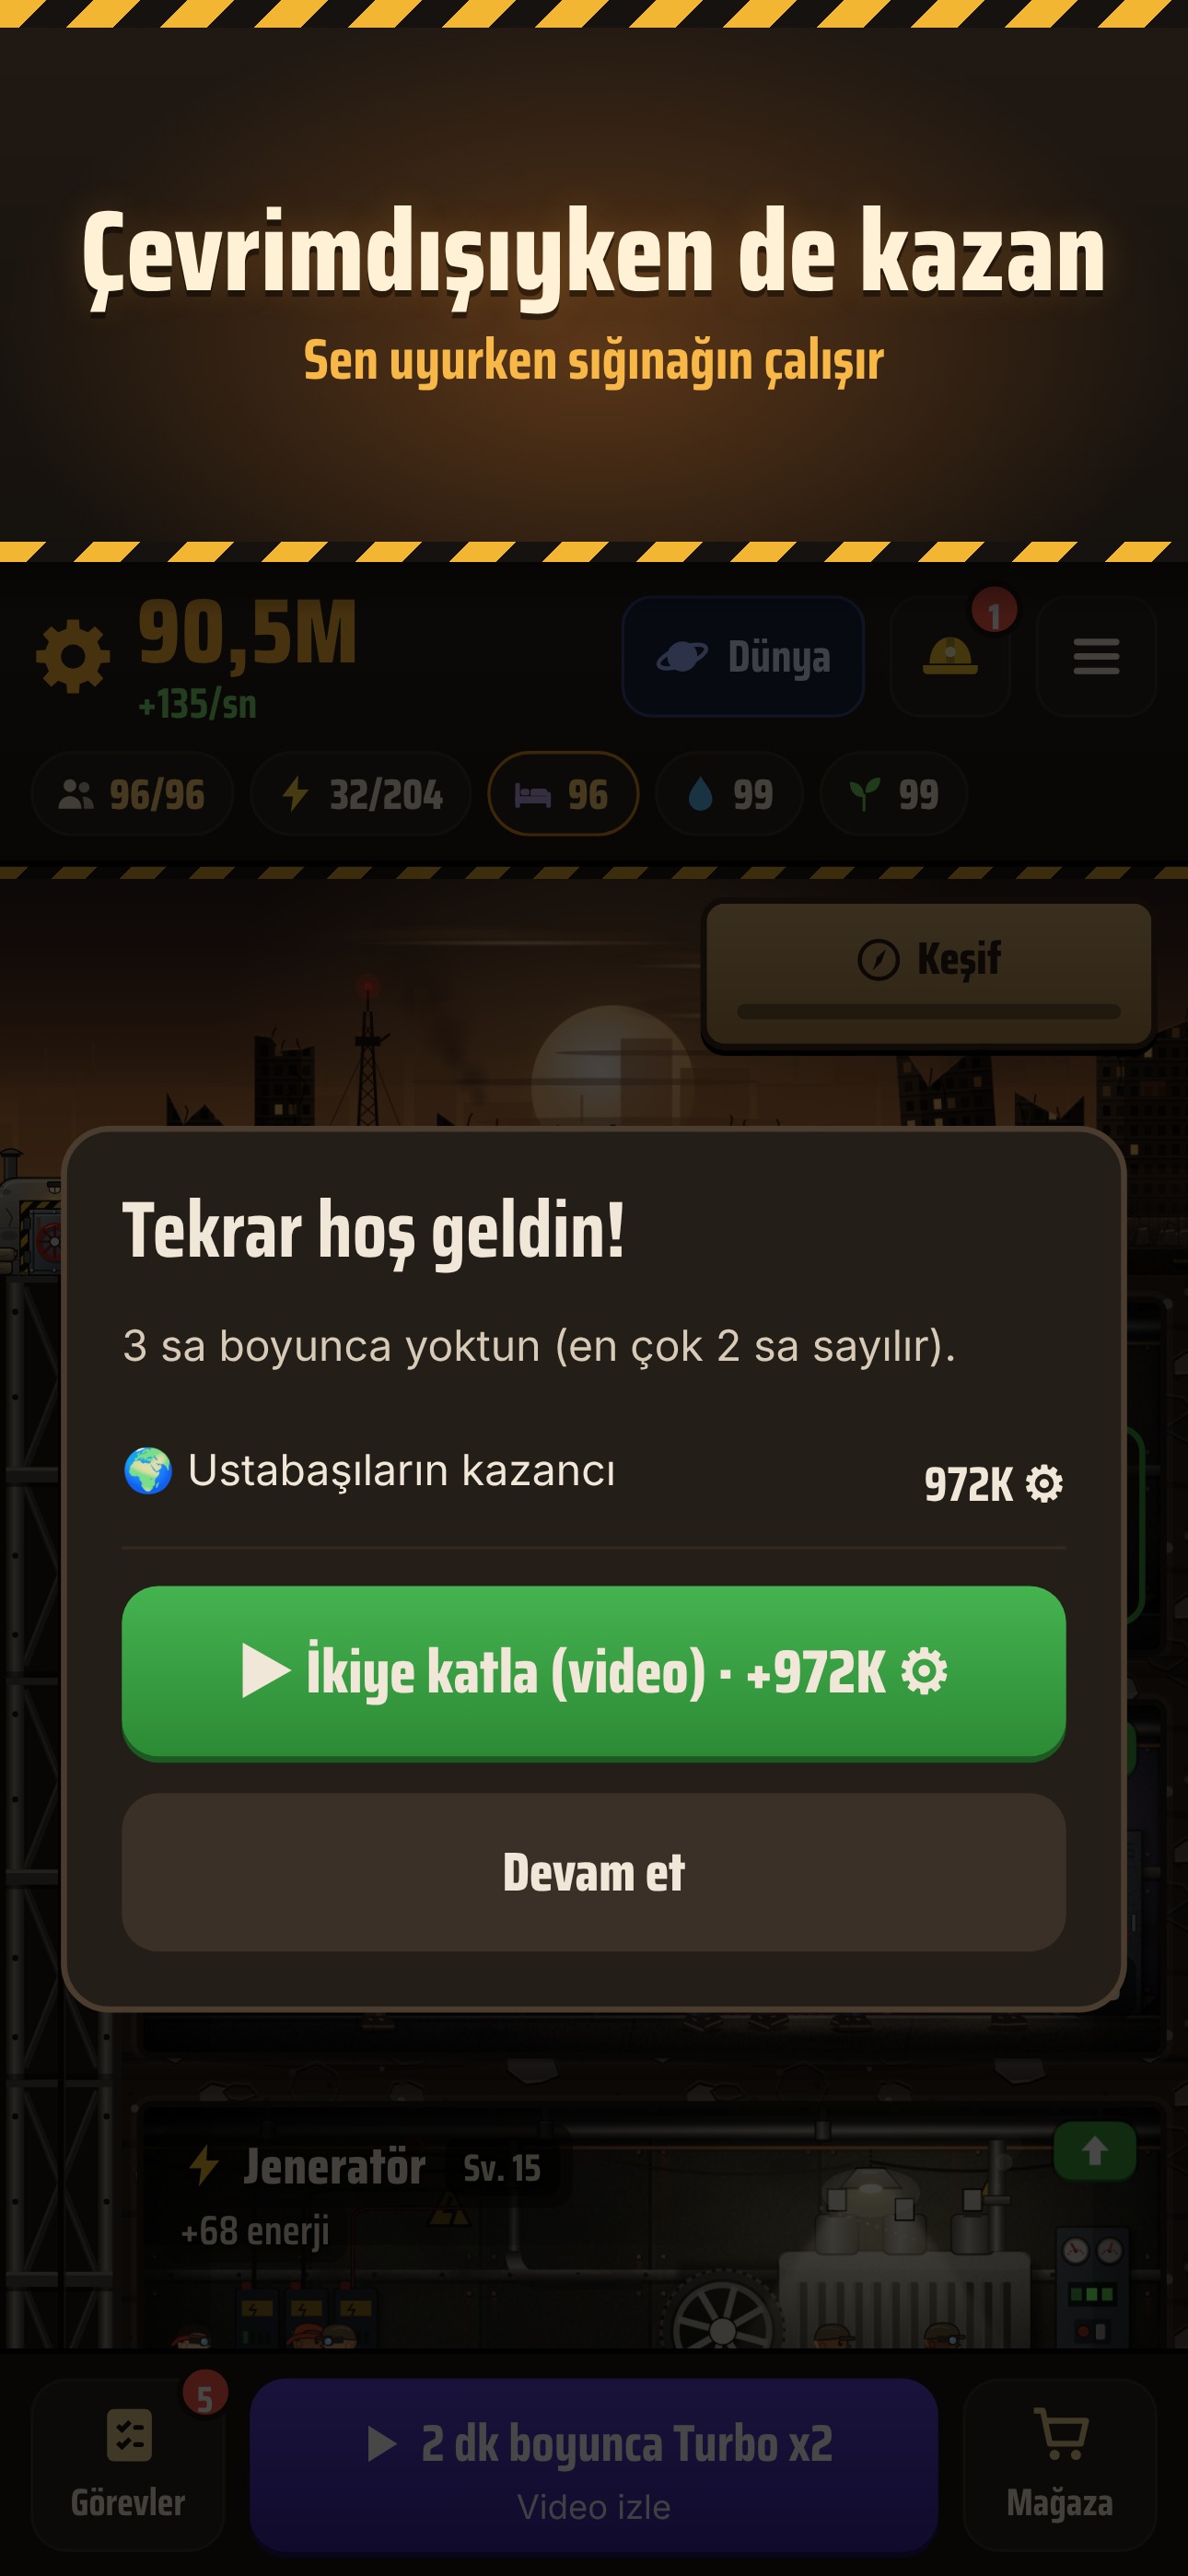 Çevrimdışıyken de kazan
Sen uyurken sığınağın çalışır
90,5M
+135/sn
Dünya
1
96/96
32/204
96
99
99
Keşif
Tekrar hoş geldin!
3 sa boyunca yoktun (en çok 2 sa sayılır).
Ustabaşıların kazancı
972K
İkiye katla (video) · +972K
Devam et
Jeneratör Sv. 15
+68 enerji
5
Görevler
2 dk boyunca Turbo x2
Video izle
Mağaza